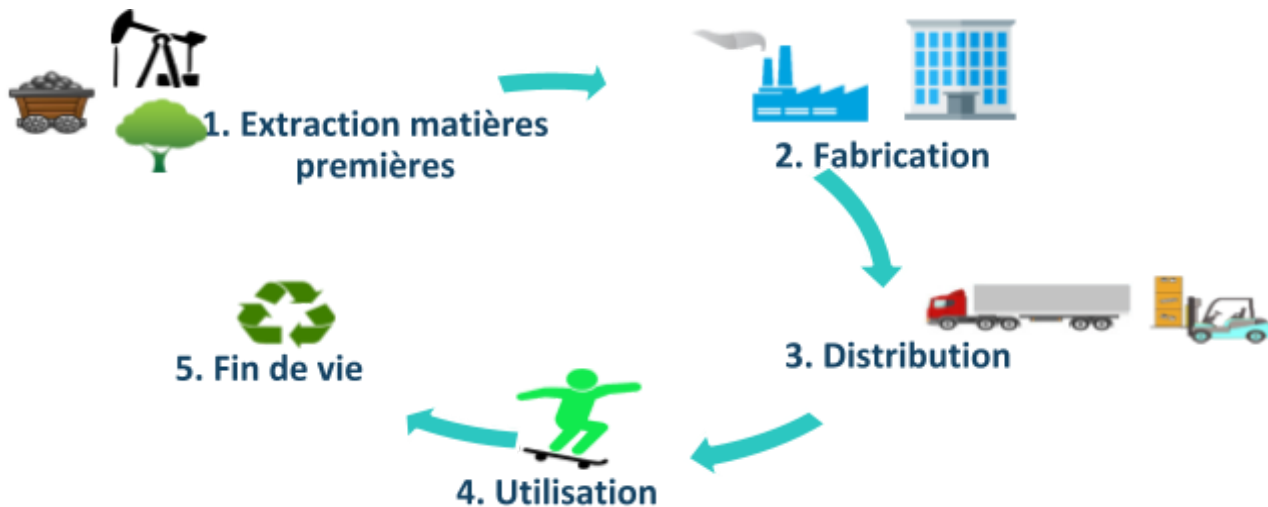 1. Extraction matières
premières
2. Fabrication
3. Distribution
4. Utilisation
5. Fin de vie